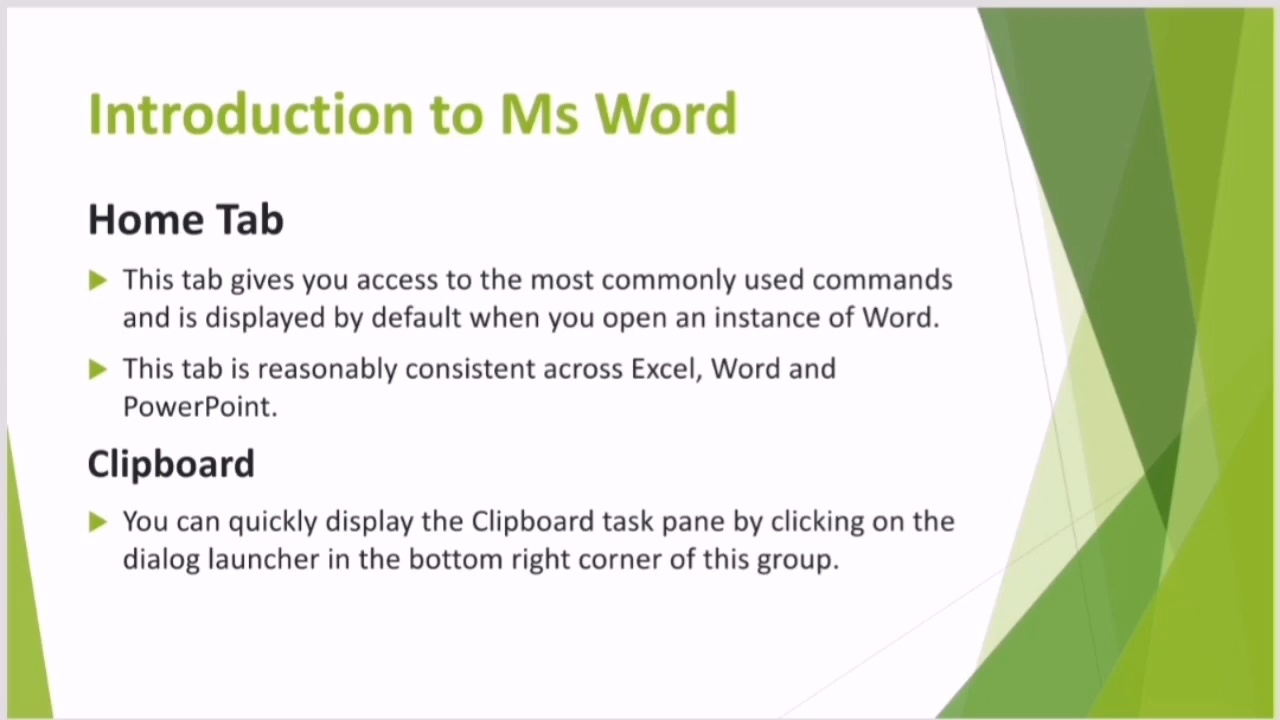 Introduction to Ms Word
Home Tab
This tab gives you access to the most commonly used commands
and is displayed by default when you open an instance of Word.
This tab is reasonably consistent across Excel, Word and
PowerPoint.
Clipboard
You can quickly display the Clipboard task pane by clicking on the
dialog launcher in the bottom right corner of this group.